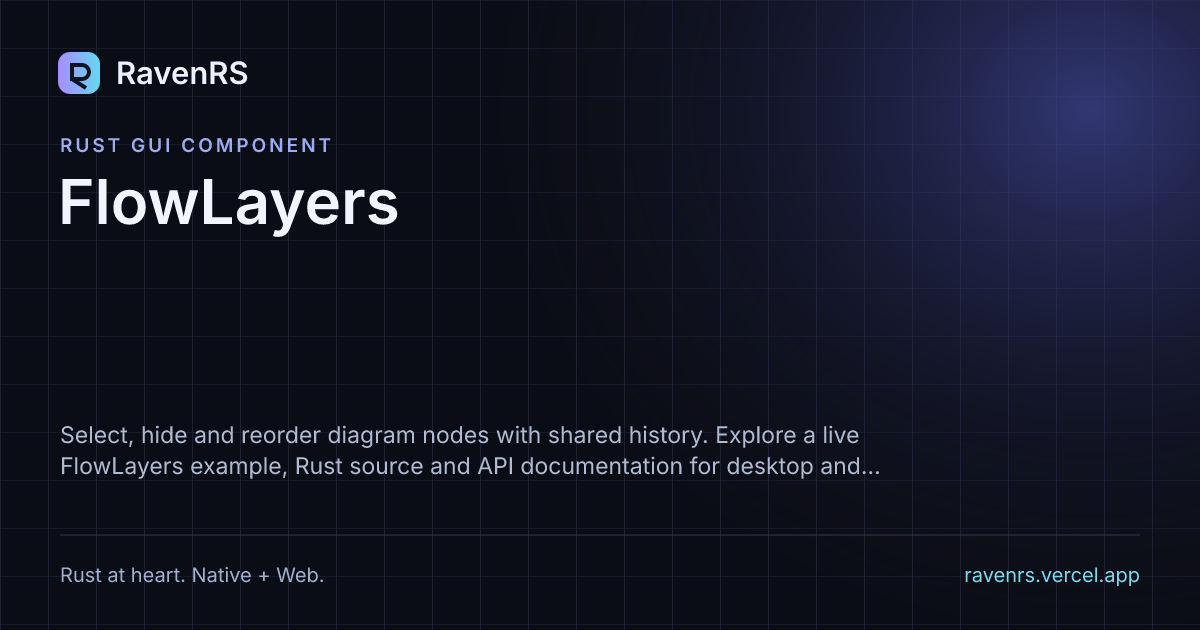 RavenRS
RUST GUI COMPONENT
FlowLayers
Select, hide and reorder diagram nodes with shared history. Explore a live
FlowLayers example, Rust source and API documentation for desktop and...
Rust at heart. Native + Web.
ravenrs.vercel.app